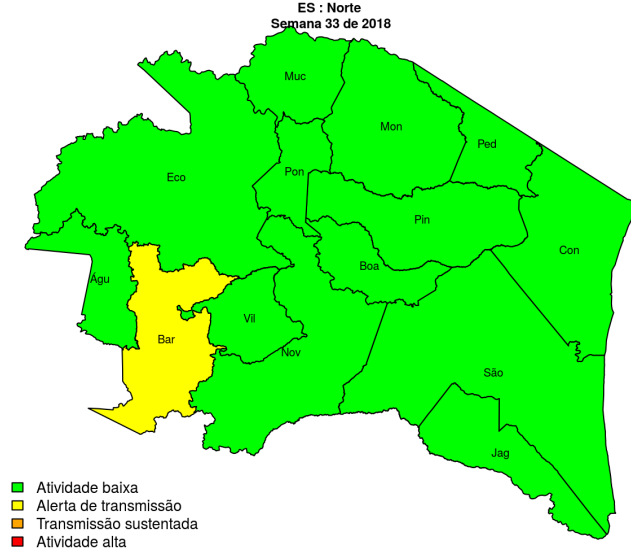 ES : Norte
Semana 33 de 2018
Muc
Mon
Ped
Pon
Eco
Pin
Con
Boa
Águ
Vil
Bar
Nov
São
Jag
Atividade baixa
Alerta de transmissão
Transmissão sustentada
Atividade alta